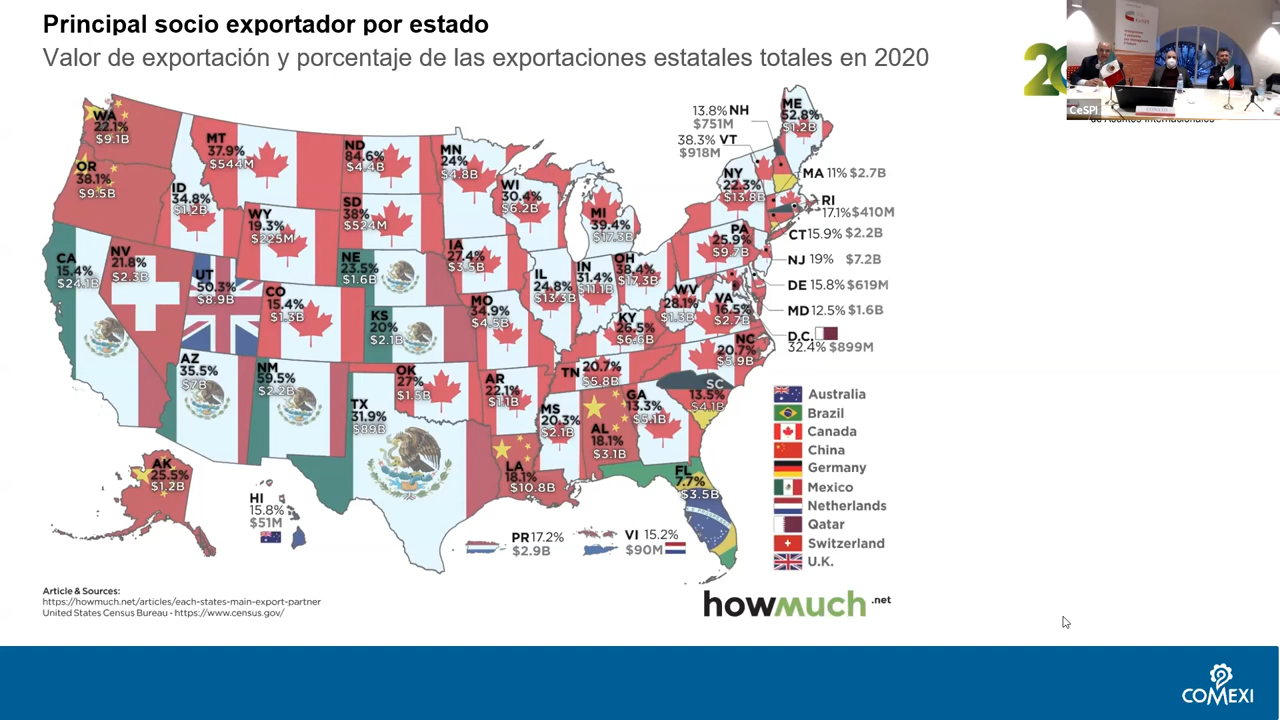 Principal socio exportador por estado
Valor de exportación y porcentaje de las exportaciones estatales totales en 2020
CeSPI
de Asuntos Internacionales
WA
22.1%
$9.1B
OR
38.1%
$9.5B
MT
37.9%
$544M
ID
34.8%
$1.2B
WY
19.3%
$225M
ND
84.6%
$4.4B
SD
38%
$524M
MN
24%
$4.8B
WI
30.4%
$6.2B
MI
39.4%
$17.3B
NY
22.3%
$13.8B
13.8% NH
$751M
38.3% VT
$918M
ME
52.8%
$1.2B
MA 11% $2.7B
RI
17.1% $410M
CT 15.9% $2.2B
NJ 19% $7.2B
DE 15.8% $619M
MD 12.5% $1.6B
D.C.
32.4% $899M
CA
15.4%
$24.1B
NV
21.8%
$2.3B
UT
50.3%
$8.9B
CO
15.4%
$1.3B
NE
23.5%
$1.6B
KS
20%
$2.1B
IA
27.4%
$3.5B
MO
34.9%
$4.5B
IL
24.8%
$13.3B
IN
31.4%
$11.1B
OH
38.4%
$17.3B
PA
25.9%
$9.7B
WV
28.1%
$1.3B
VA
16.5%
$2.7B
KY
26.5%
$6.6B
NC
20.7%
$5.9B
TN 20.7%
$5.8B
SC
13.5%
$4.1B
AZ
35.5%
$7B
NM
59.5%
$2.2B
TX
31.9%
$89B
OK
27%
$1.5B
AR
22.1%
$1.1B
MS
20.3%
$2.1B
AL
18.1%
$3.1B
GA
13.3%
$5.1B
LA
18.1%
$10.8B
FL
7.7%
$3.5B
AK
25.5%
$1.2B
HI
15.8%
$51M
PR 17.2%
$2.9B
VI 15.2%
$90M
Australia
Brazil
Canada
China
Germany
Mexico
Netherlands
Qatar
Switzerland
U.K.
Article & Sources:
https://howmuch.net/articles/each-states-main-export-partner
United States Census Bureau - https://www.census.gov/
howmuch.net
COMEXI